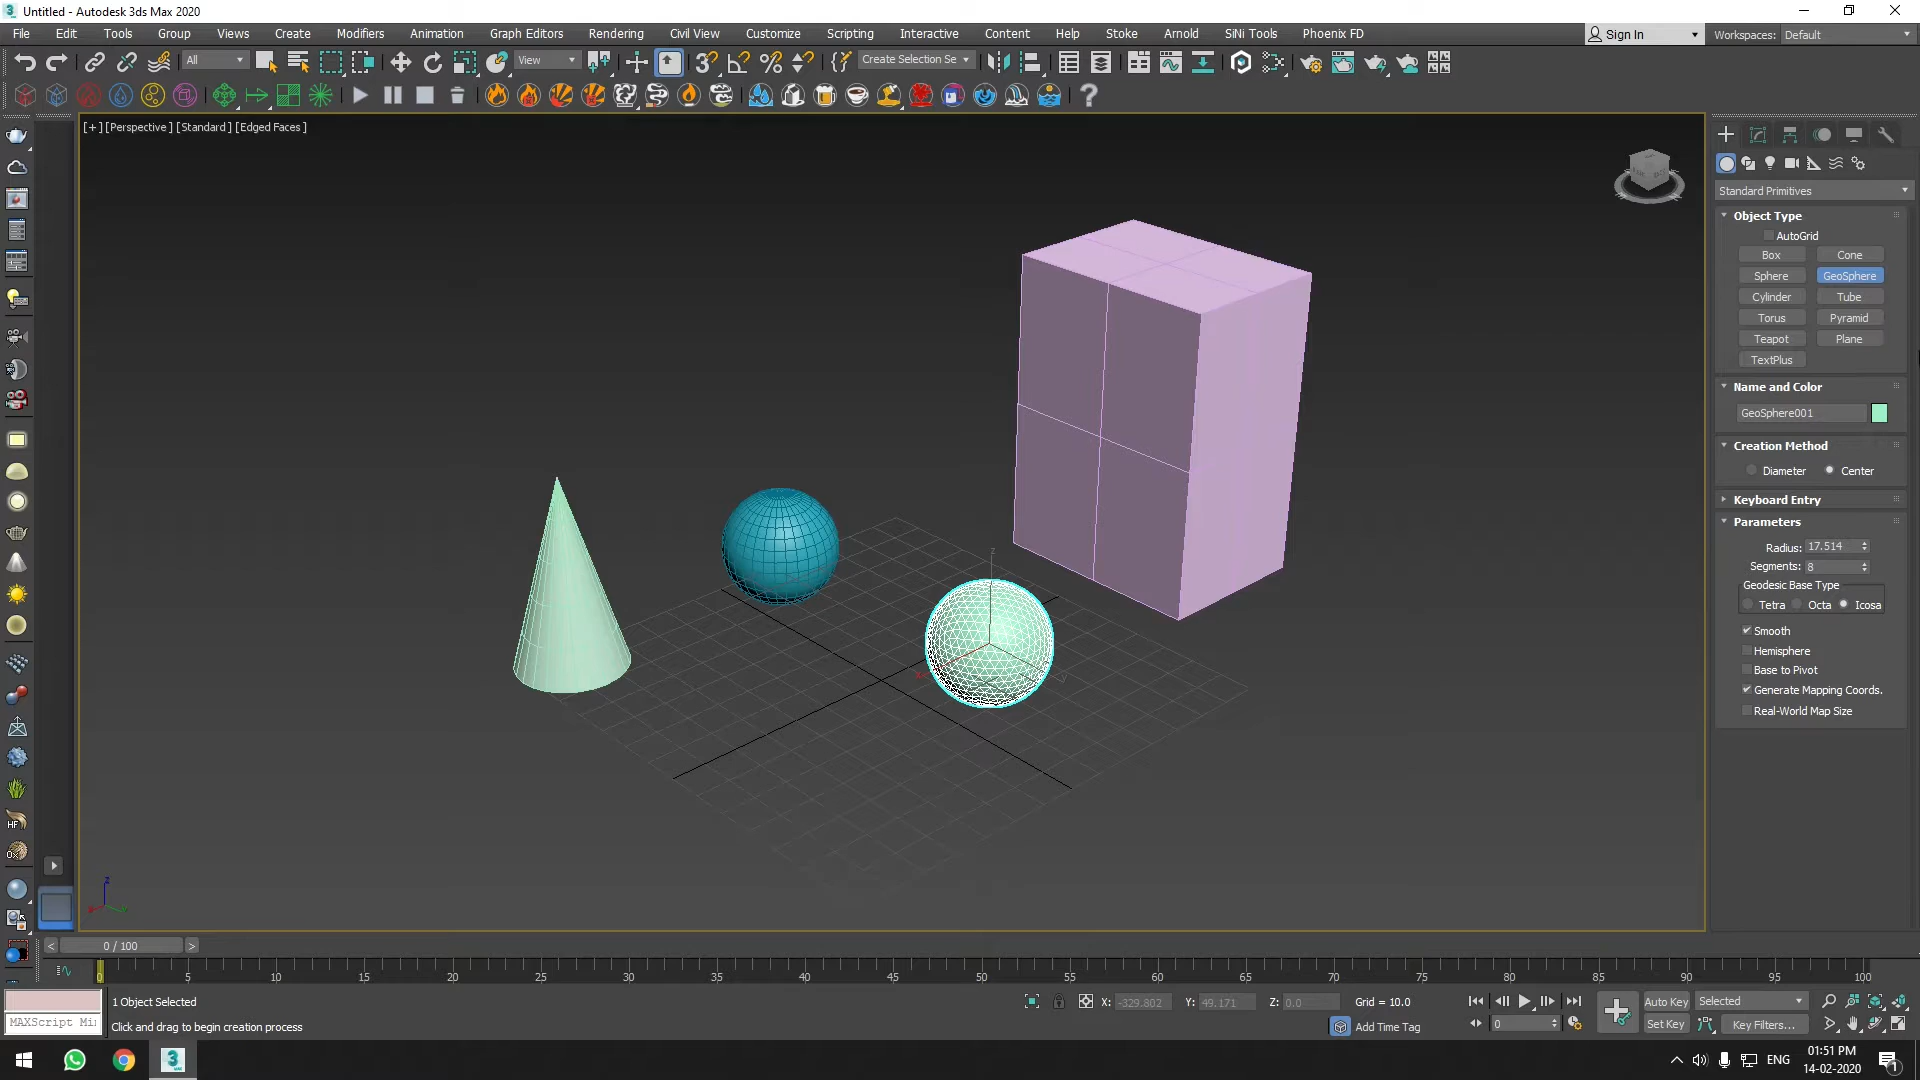 Untitled - Autodesk 3ds Max 2020
File Edit Tools Group Views Create Modifiers Animation Graph Editors Rendering Civil View Customize Scripting Interactive Content Help Stoke Arnold SiNi Tools Phoenix FD
Sign In Workspaces: Default
All View Create Selection Se
[+] [Perspective] [Standard] [Edged Faces]
Standard Primitives
Object Type
AutoGrid
Box Cone
Sphere GeoSphere
Cylinder Tube
Torus Pyramid
Teapot Plane
TextPlus
Name and Color
GeoSphere001
Creation Method
Diameter Center
Keyboard Entry
Parameters
Radius: 17.514
Segments: 8
Geodesic Base Type
Tetra Octa Icosa
Smooth
Hemisphere
Base to Pivot
Generate Mapping Coords.
Real-World Map Size
z
x
y
z
HF
< 0 / 100 >
0 5 10 15 20 25 30 35 40 45 50 55 60 65 70 75 80 85 90 95 100
1 Object Selected X: -329.802 Y: 49.171 Z: 0.0 Grid = 10.0 Auto Key Selected
MAXScript Mi Click and drag to begin creation process Add Time Tag 0 Set Key Key Filters...
3
ENG
01:51 PM
14-02-2020
1